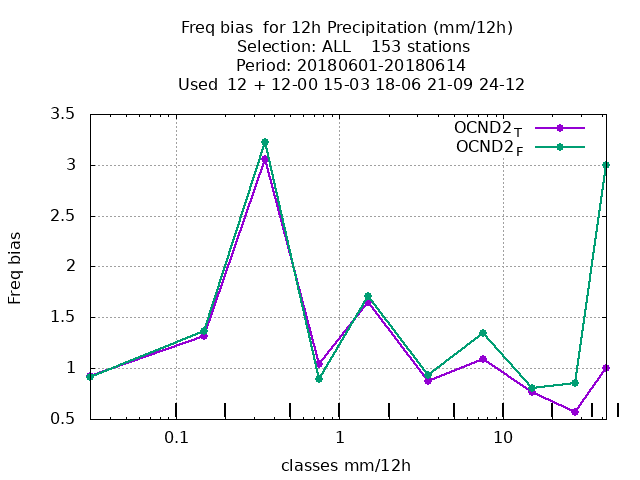 Freq bias  for 12h Precipitation (mm/12h)
Selection: ALL    153 stations
Period: 20180601-20180614
Used  12 + 12-00 15-03 18-06 21-09 24-12
OCND2T
OCND2F
3.5
3
2.5
2
1.5
1
0.5
Freq bias
0.1 1 10
classes mm/12h